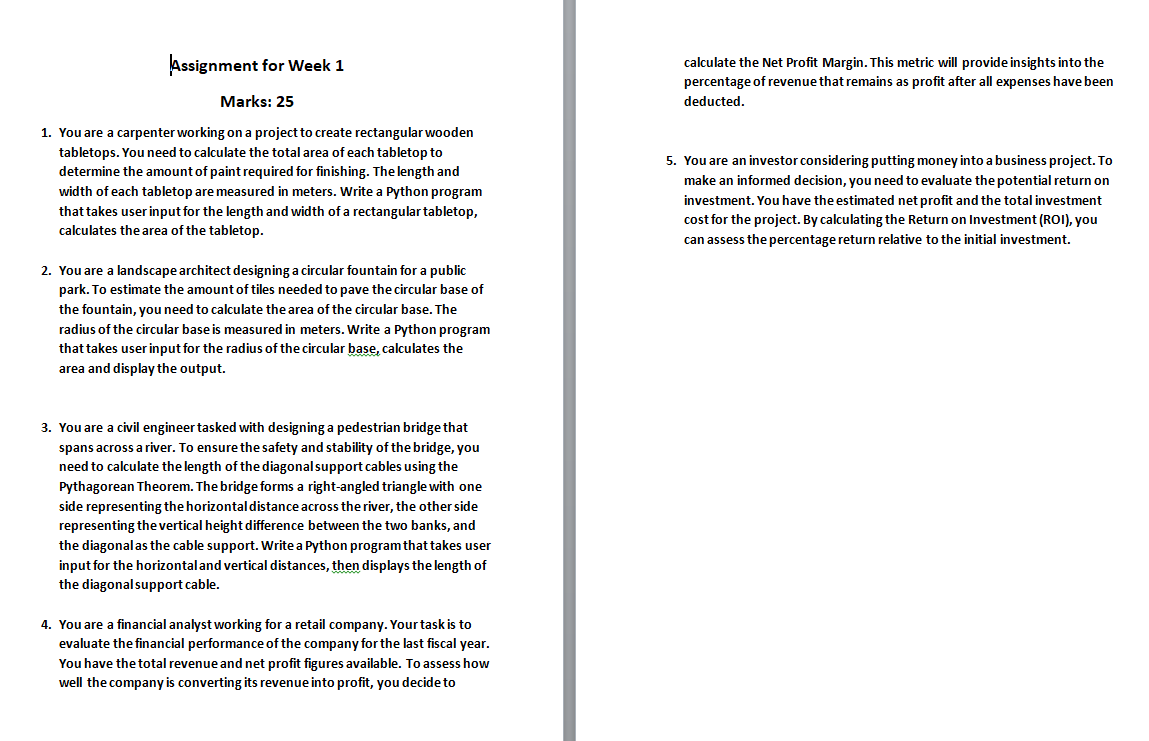 Assignment for Week 1
Marks: 25
1. You are a carpenter working on a project to create rectangular wooden
tabletops. You need to calculate the total area of each tabletop to
determine the amount of paint required for finishing. The length and
width of each tabletop are measured in meters. Write a Python program
that takes user input for the length and width of a rectangular tabletop,
calculates the area of the tabletop.
2. You are a landscape architect designing a circular fountain for a public
park. To estimate the amount of tiles needed to pave the circular base of
the fountain, you need to calculate the area of the circular base. The
radius of the circular base is measured in meters. Write a Python program
that takes user input for the radius of the circular base, calculates the
area and display the output.
3. You are a civil engineer tasked with designing a pedestrian bridge that
spans across a river. To ensure the safety and stability of the bridge, you
need to calculate the length of the diagonal support cables using the
Pythagorean Theorem. The bridge forms a right-angled triangle with one
side representing the horizontal distance across the river, the other side
representing the vertical height difference between the two banks, and
the diagonal as the cable support. Write a Python program that takes user
input for the horizontal and vertical distances, then displays the length of
the diagonal support cable.
4. You are a financial analyst working for a retail company. Your task is to
evaluate the financial performance of the company for the last fiscal year.
You have the total revenue and net profit figures available. To assess how
well the company is converting its revenue into profit, you decide to
calculate the Net Profit Margin. This metric will provide insights into the
percentage of revenue that remains as profit after all expenses have been
deducted.
5. You are an investor considering putting money into a business project. To
make an informed decision, you need to evaluate the potential return on
investment. You have the estimated net profit and the total investment
cost for the project. By calculating the Return on Investment (ROI), you
can assess the percentage return relative to the initial investment.